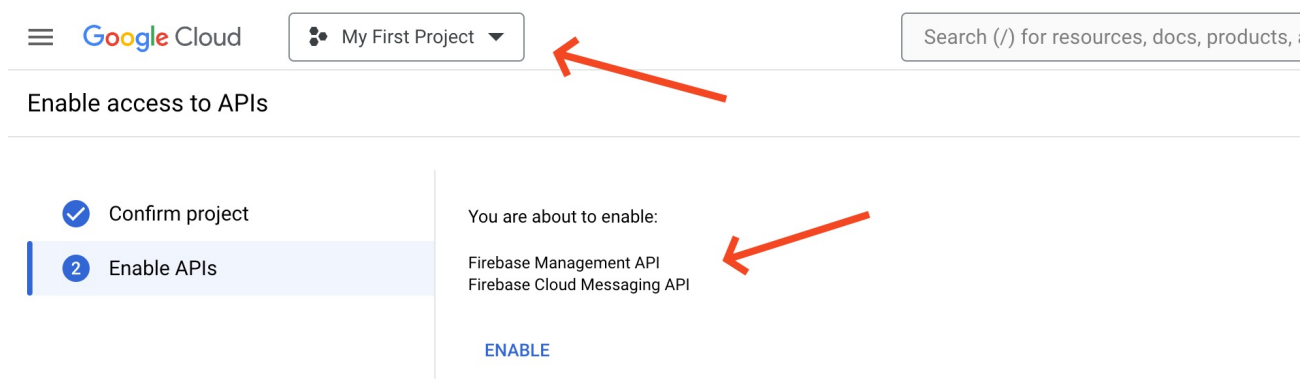 Google Cloud
My First Project
Search (/) for resources, docs, products,
Enable access to APIs
Confirm project
2 Enable APIs
You are about to enable:
Firebase Management API
Firebase Cloud Messaging API
ENABLE